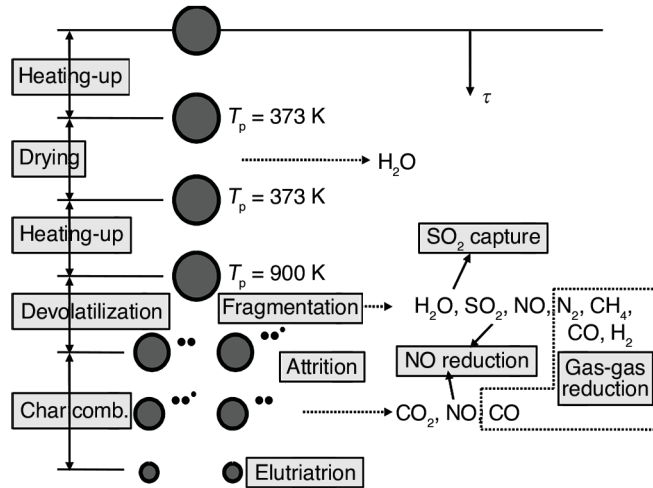 Heating-up
τ
Tp = 373 K
Drying
H2O
Tp = 373 K
Heating-up
SO2 capture
Tp = 900 K
Devolatilization
Fragmentation
H2O, SO2, NO, N2, CH4,
CO, H2
Attrition
NO reduction
Gas-gas
reduction
Char comb.
CO2, NO, CO
Elutriatrion